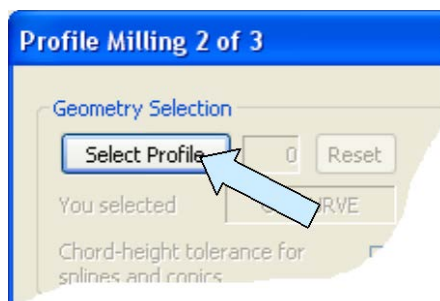 Profile Milling 2 of 3
Geometry Selection
Select Profile 0 Reset
You selected
Chord-height tolerance for
splines and conics